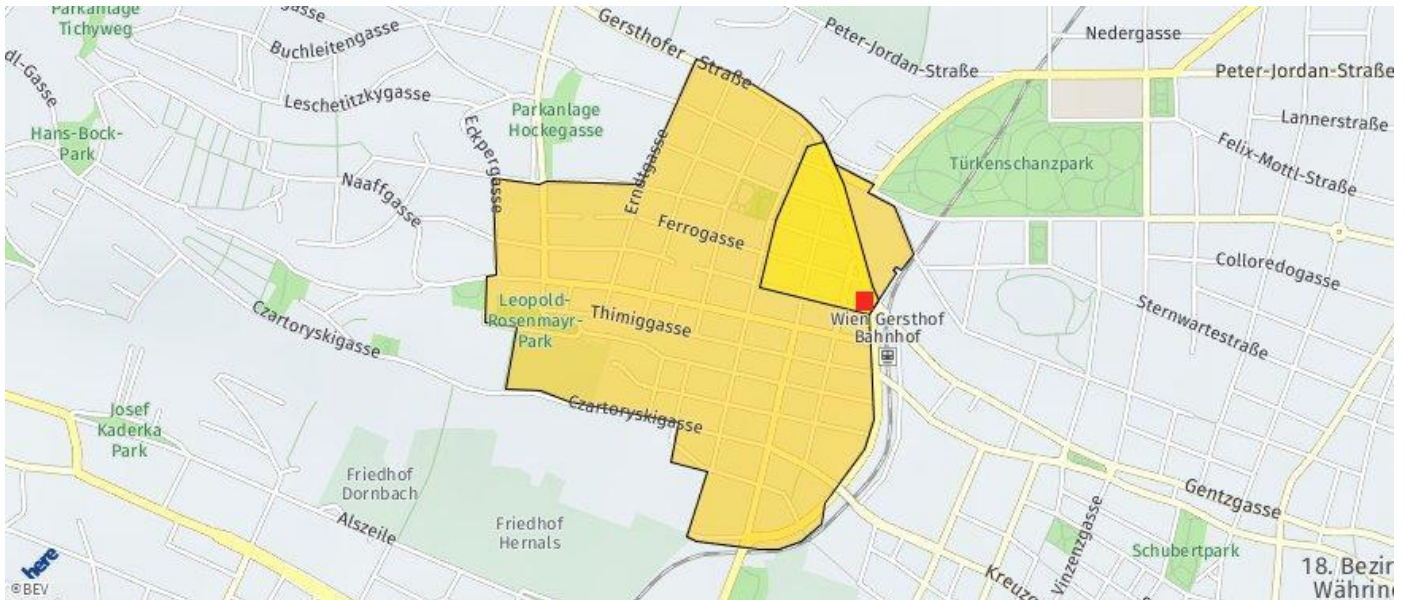 Parkanlage
Tichyweg
gasse
Buchleitengasse
Gersthofer Straße
Peter-Jordan-Straße
Nedergasse
Peter-Jordan-Straße
dl-Gasse
Leschetitzkygasse
Eckpergasse
Parkanlage
Hockegasse
Lannerstraße
Hans-Bock-
Park
Naaffgasse
Erndtgasse
Türkenschanzpark
Felix-Mottl-Straße
Ferrogasse
Colloredogasse
Czartoryskigasse
Leopold-
Rosenmayr-
Park
Thimiggasse
Wien Gersthof
Bahnhof
Sternwartestraße
Josef
Kaderka
Park
Czartoryskigasse
Friedhof
Dornbach
Alszeile
Friedhof
Hernals
Gentzgasse
Vinzenzgasse
Schubertpark
Kreuzg
18. Bezir
Währin
here
©BEV